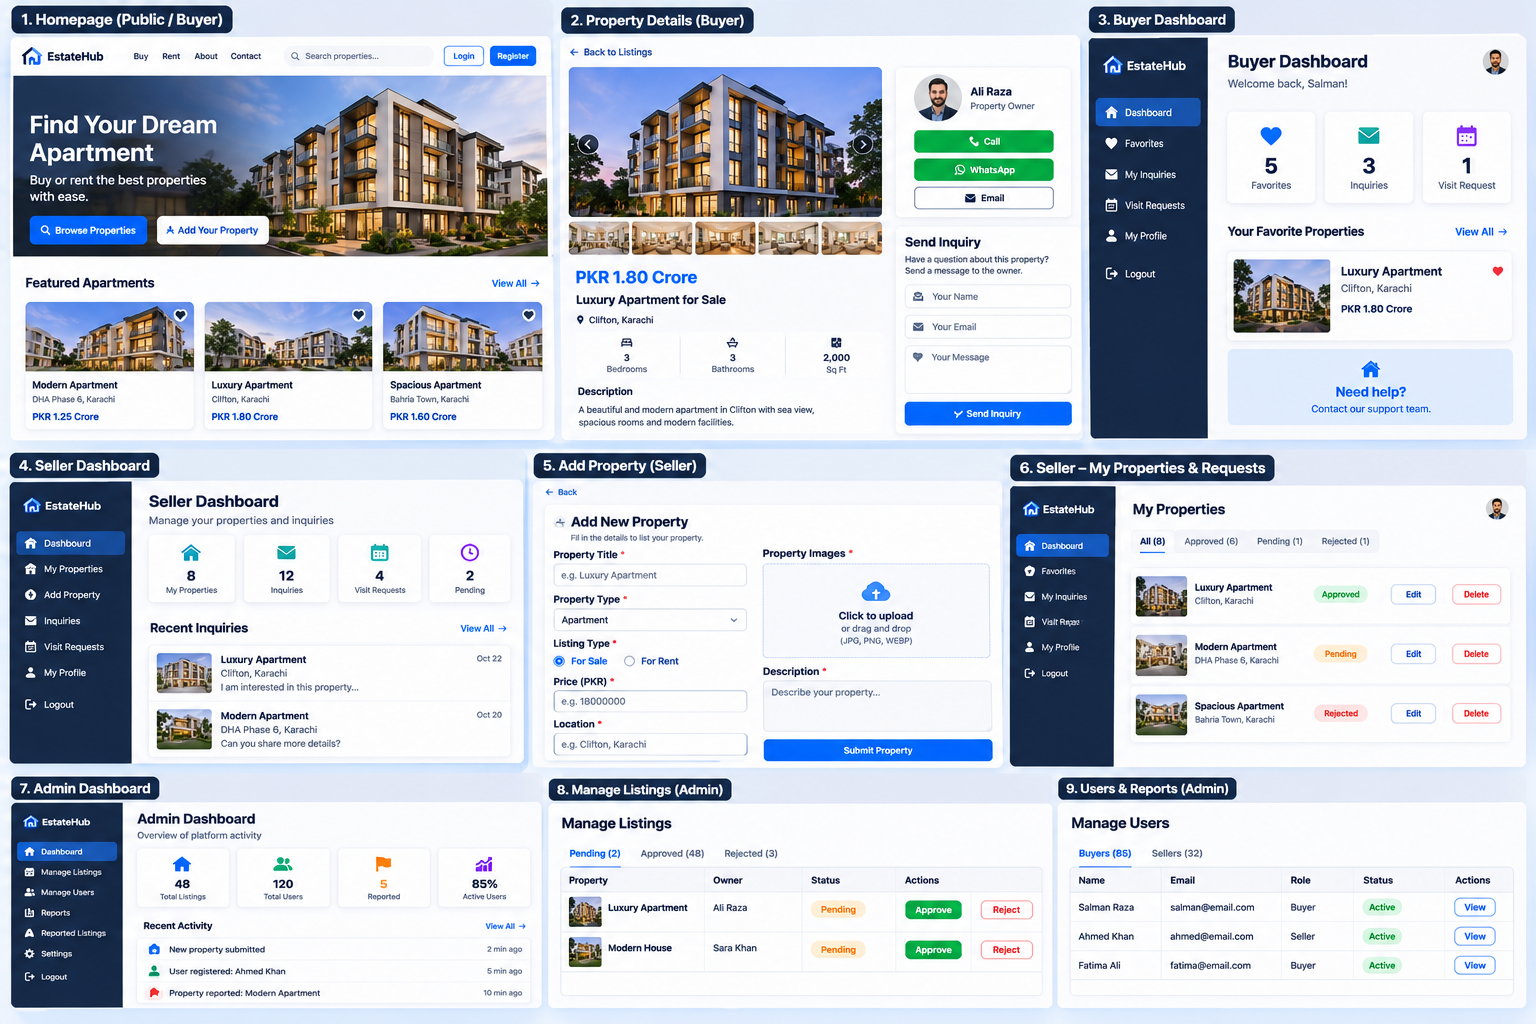 1. Homepage (Public / Buyer)
EstateHub
Buy
Rent
About
Contact
Search properties...
Login
Register
Find Your Dream
Apartment
Buy or rent the best properties
with ease.
Browse Properties
Add Your Property
Featured Apartments
View All →
Modern Apartment
DHA Phase 6, Karachi
PKR 1.25 Crore
Luxury Apartment
Clifton, Karachi
PKR 1.80 Crore
Spacious Apartment
Bahria Town, Karachi
PKR 1.60 Crore
2. Property Details (Buyer)
← Back to Listings
PKR 1.80 Crore
Luxury Apartment for Sale
Clifton, Karachi
3
Bedrooms
3
Bathrooms
2,000
Sq Ft
Description
A beautiful and modern apartment in Clifton with sea view,
spacious rooms and modern facilities.
Ali Raza
Property Owner
Call
WhatsApp
Email
Send Inquiry
Have a question about this property?
Send a message to the owner.
Your Name
Your Email
Your Message
Send Inquiry
3. Buyer Dashboard
EstateHub
Dashboard
Favorites
My Inquiries
Visit Requests
My Profile
Logout
Buyer Dashboard
Welcome back, Salman!
5
Favorites
3
Inquiries
1
Visit Request
Your Favorite Properties
View All →
Luxury Apartment
Clifton, Karachi
PKR 1.80 Crore
Need help?
Contact our support team.
4. Seller Dashboard
EstateHub
Dashbourd
My Properties
Add Property
Inquiries
Visit Requests
My Profile
Logout
Seller Dashboard
Manage your properties and inquiries
8
My Properties
12
Inquiries
4
Visit Requests
2
Pending
Recent Inquiries
View All →
Luxury Apartment
Clifton, Karachi
I am interested in this property...
Oct 22
Modern Apartment
DHA Phase 6, Karachi
Can you share more details?
Oct 20
5. Add Property (Seller)
← Back
Add New Property
Fill in the details to list your property.
Property Title *
e.g. Luxury Apartment
Property Type *
Apartment
Listing Type *
For Sale
For Rent
Price (PKR) *
e.g. 18000000
Location *
e.g. Clifton, Karachi
Property Images *
Click to upload
or drag and drop
(JPG, PNG, WEBP)
Description *
Describe your property...
Submit Property
6. Seller – My Properties & Requests
EstateHub
Dashboard
Favorites
My Inquiries
Visit
My Profile
Logout
My Properties
All (8)
Approved (6)
Pending (1)
Rejected (1)
Luxury Apartment
Clifton, Karachi
Approved
Edit
Delete
Modern Apartment
DHA Phase 6, Karachi
Pending
Edit
Delete
Spacious Apartment
Bahria Town, Karachi
Rejected
Edit
Delete
7. Admin Dashboard
EstateHub
Dashboard
Manage Listings
Manage Users
Reports
Reported Listings
Settings
Logout
Admin Dashboard
Overview of platform activity
48
Total Listings
120
Total Users
5
Reported
85%
Active Users
Recent Activity
View All →
New property submitted
2 min ago
User registered: Ahmed Khan
5 min ago
Property reported: Modern Apartment
10 min ago
8. Manage Listings (Admin)
Manage Listings
Pending (2)
Approved (48)
Rejected (3)
Property
Owner
Status
Actions
Luxury Apartment
Ali Raza
Pending
Approve
Reject
Modern House
Sara Khan
Pending
Approve
Reject
9. Users & Reports (Admin)
Manage Users
Buyers (85)
Sellers (32)
Name
Email
Role
Status
Actions
Salman Raza
salman@email.com
Buyer
Active
View
Ahmed Khan
ahmed@email.com
Seller
Active
View
Fatima Ali
fatima@email.com
Buyer
Active
View